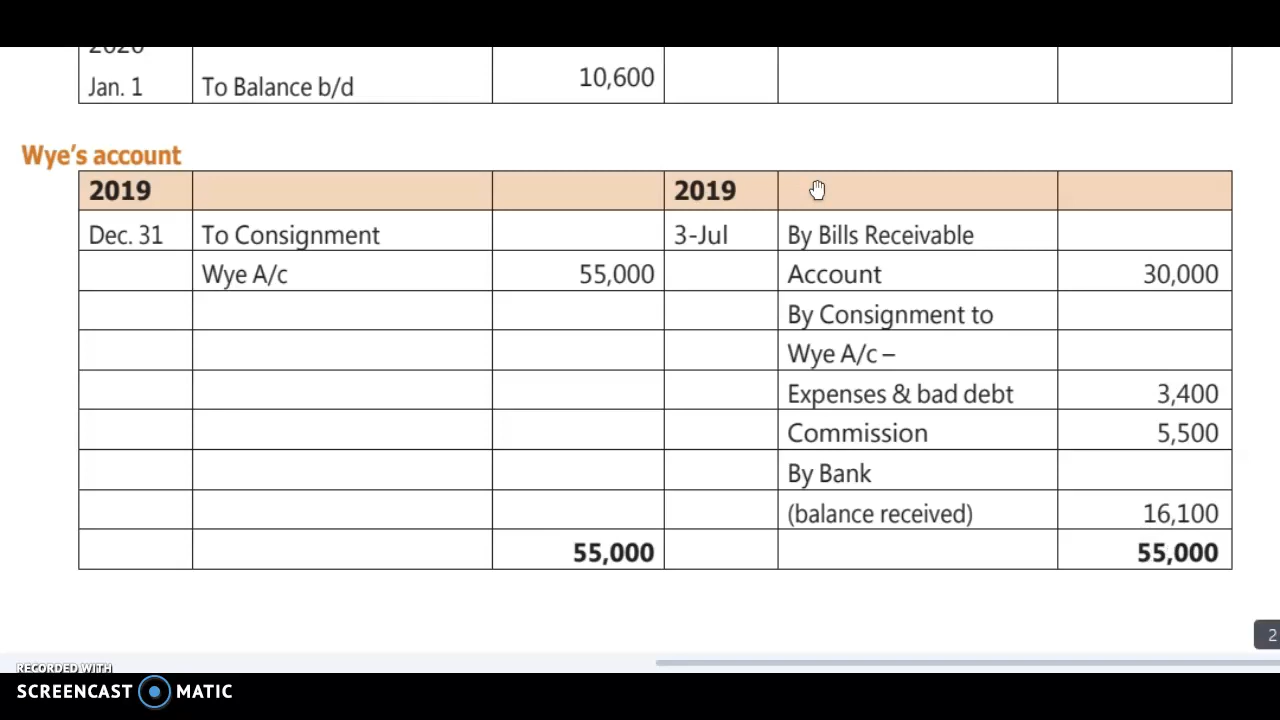 2020
Jan. 1 To Balance b/d 10,600
Wye's account
2019 2019
Dec. 31 To Consignment 3-Jul By Bills Receivable
Wye A/c 55,000 Account 30,000
By Consignment to
Wye A/c –
Expenses & bad debt 3,400
Commission 5,500
By Bank
(balance received) 16,100
55,000 55,000
2
RECORDED WITH
SCREENCAST MATIC